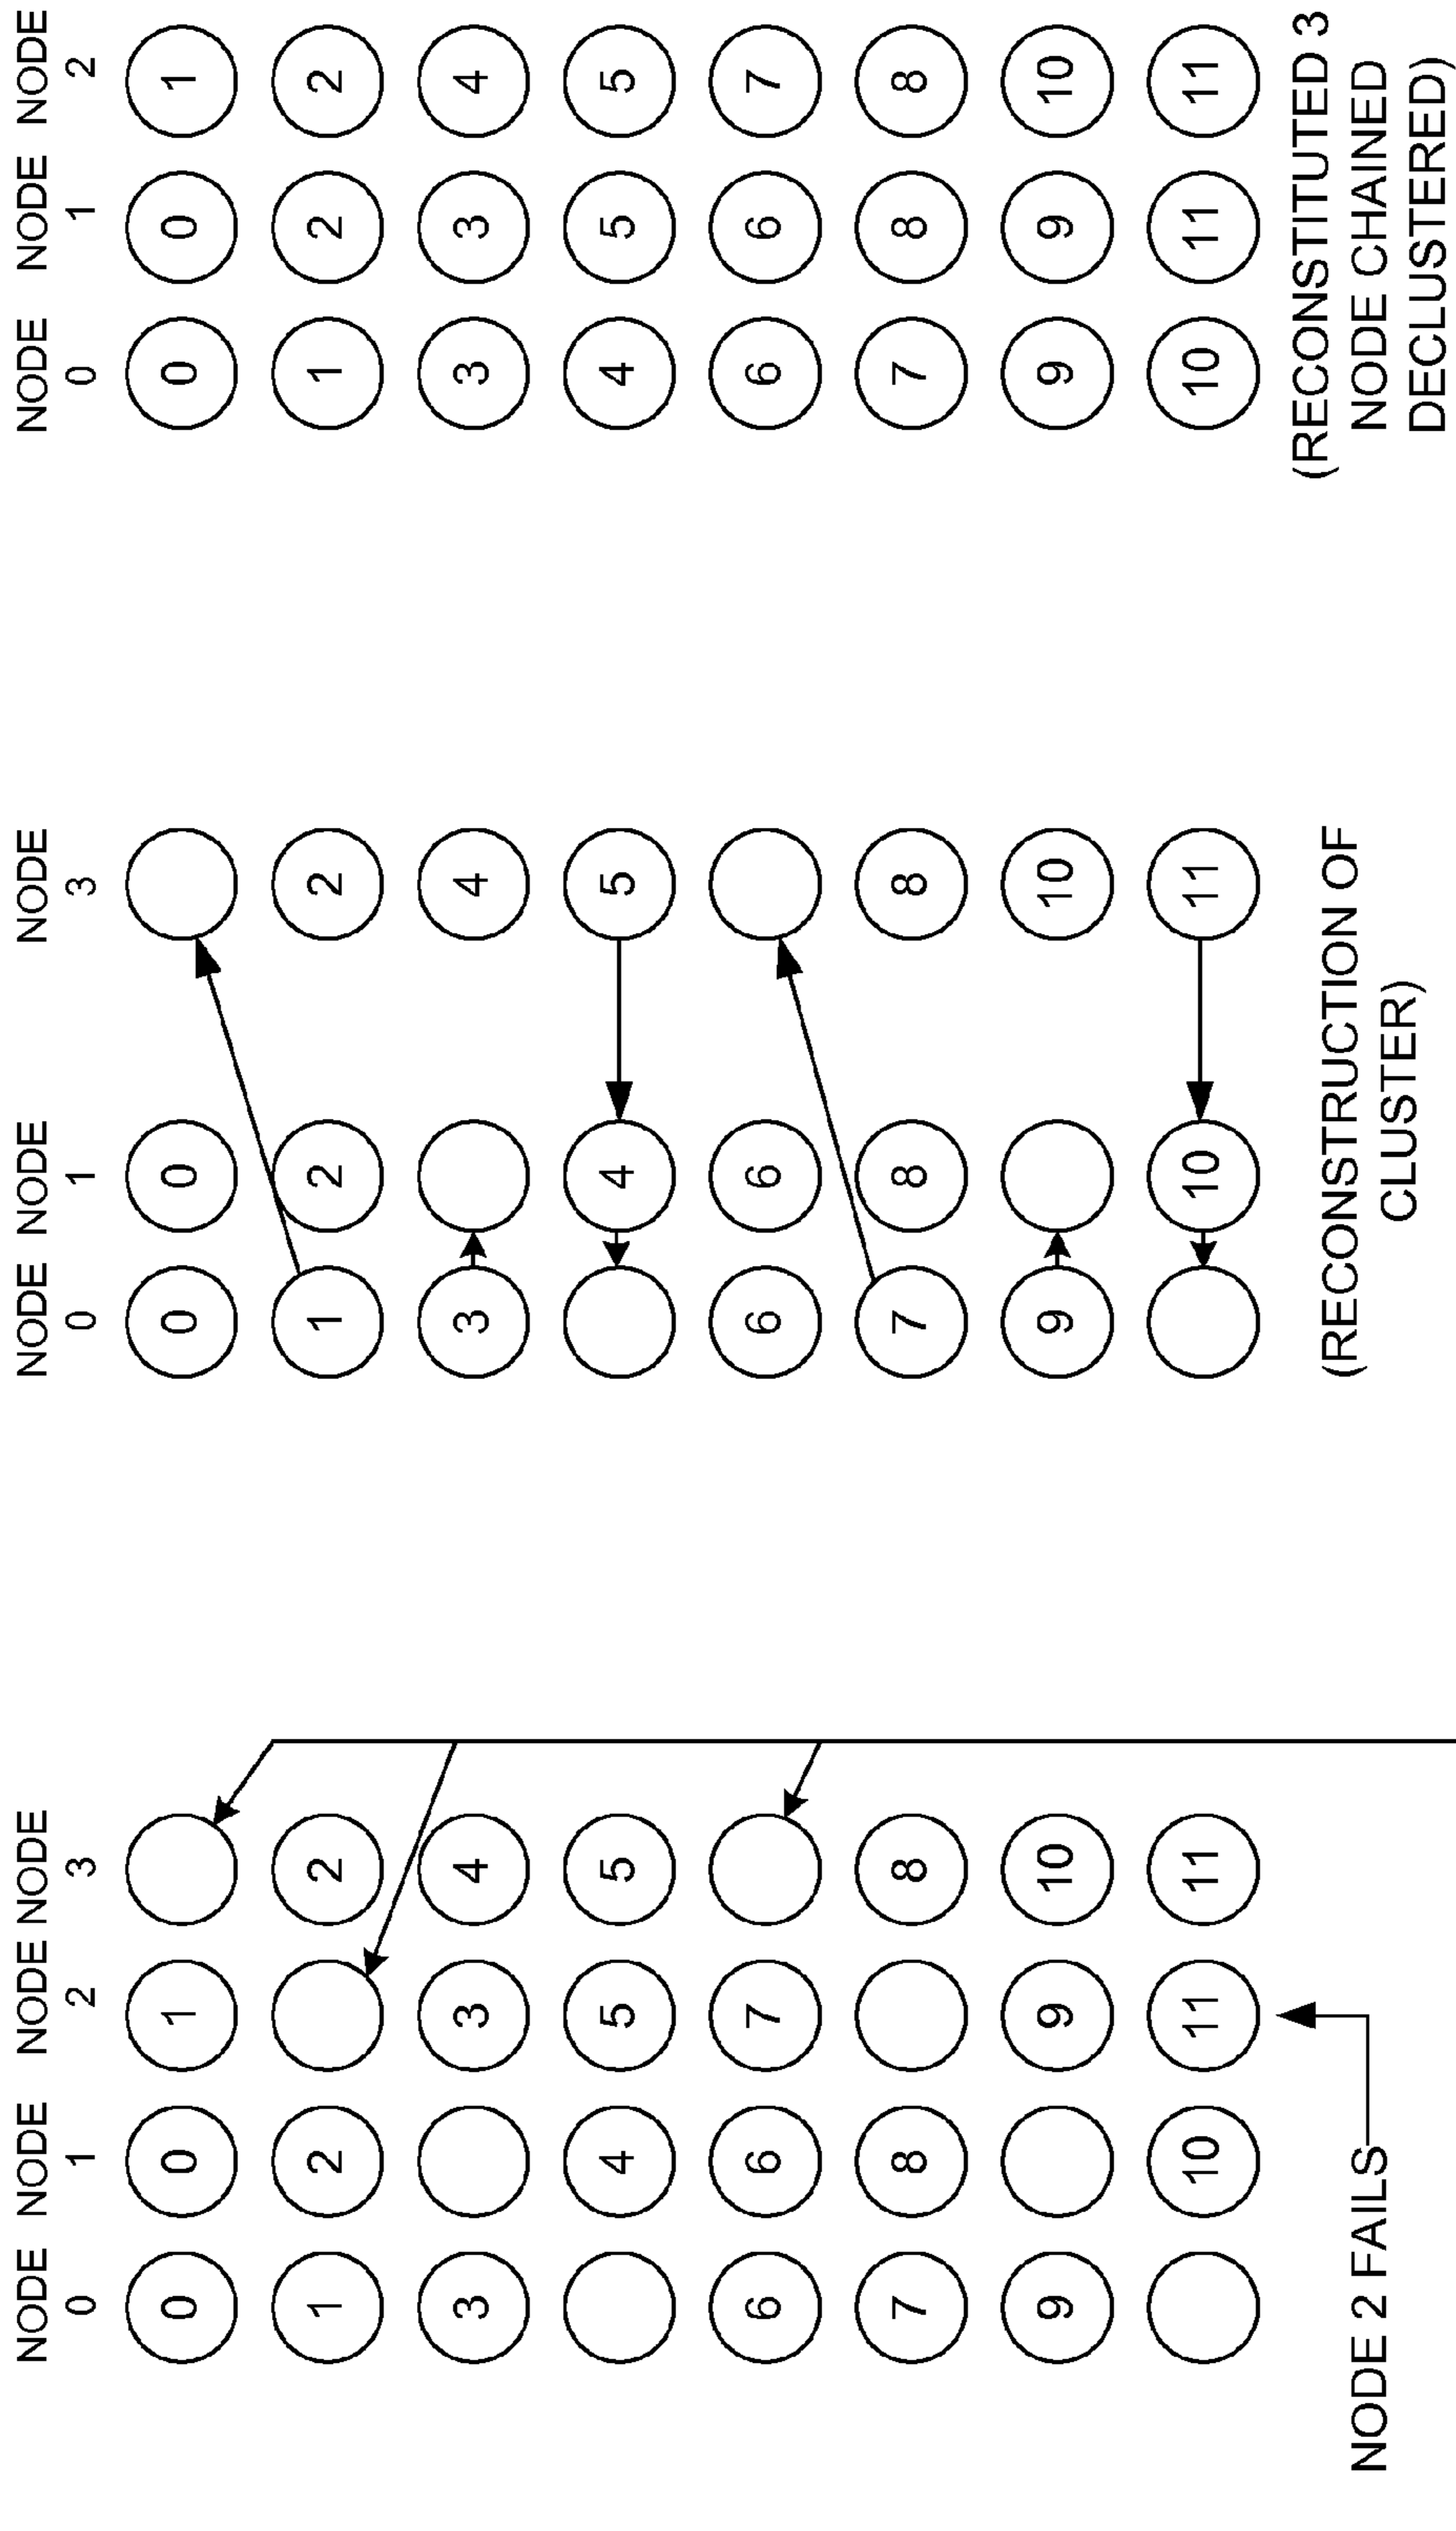 NODE NODE NODE NODE
0 1 2 3
0 0 1
1 2 2
3 3 4
4 5 5
6 6 7
7 8 8
9 9 10
10 11 11
NODE 2 FAILS
NODE NODE NODE
0 1 3
0 0
1 2 2
3 4
4 5
6 6
7 8 8
9 10
10 11
(RECONSTRUCTION OF
CLUSTER)
NODE NODE NODE
0 1 2
0 0 1
1 2 2
3 3 4
4 5 5
6 6 7
7 8 8
9 9 10
10 11 11
(RECONSTITUTED 3
NODE CHAINED
DECLUSTERED)